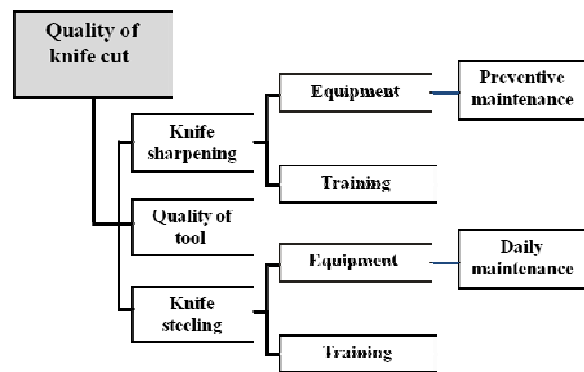 Quality of
knife cut
Equipment
Preventive
maintenance
Knife
sharpening
Training
Quality of
tool
Equipment
Daily
maintenance
Knife
steeling
Training